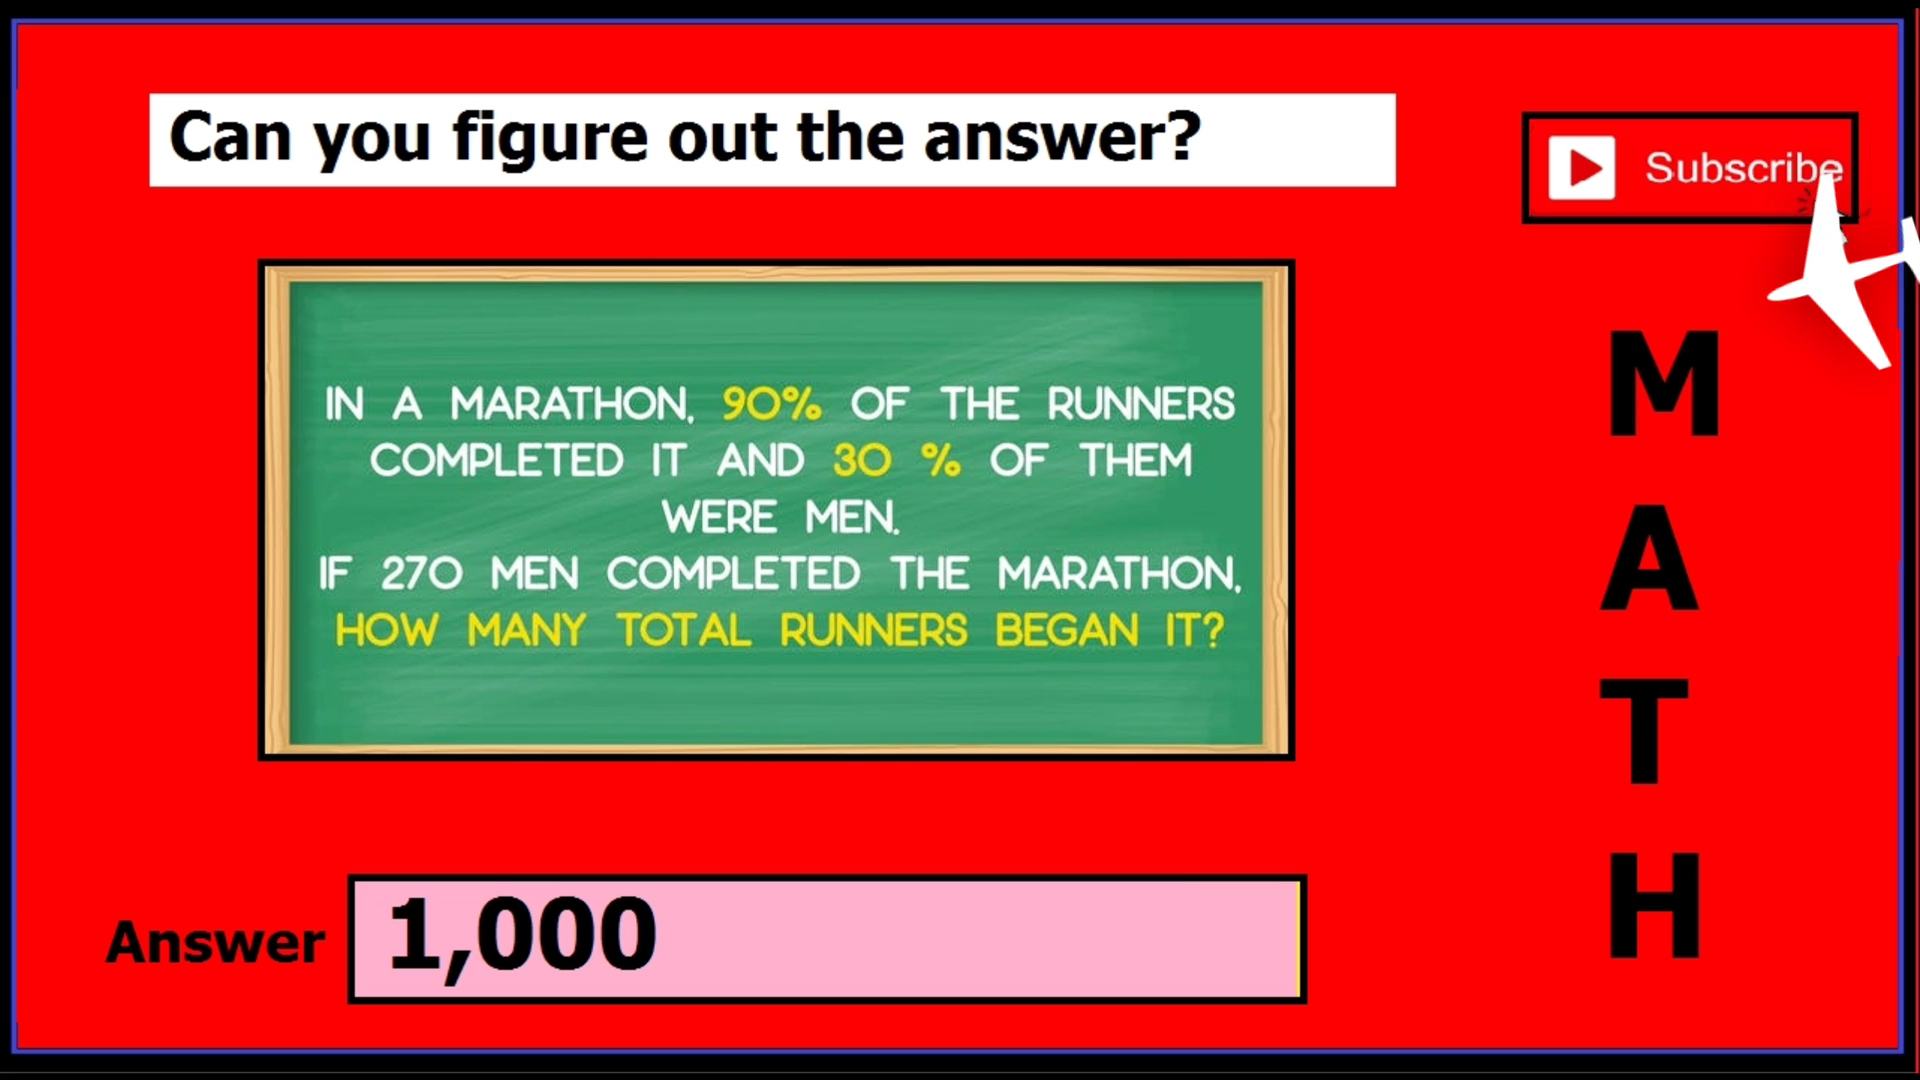 Can you figure out the answer?
Subscribe
IN A MARATHON, 90% OF THE RUNNERS
COMPLETED IT AND 30 % OF THEM
WERE MEN.
IF 270 MEN COMPLETED THE MARATHON,
HOW MANY TOTAL RUNNERS BEGAN IT?
Answer
1,000
M
A
T
H